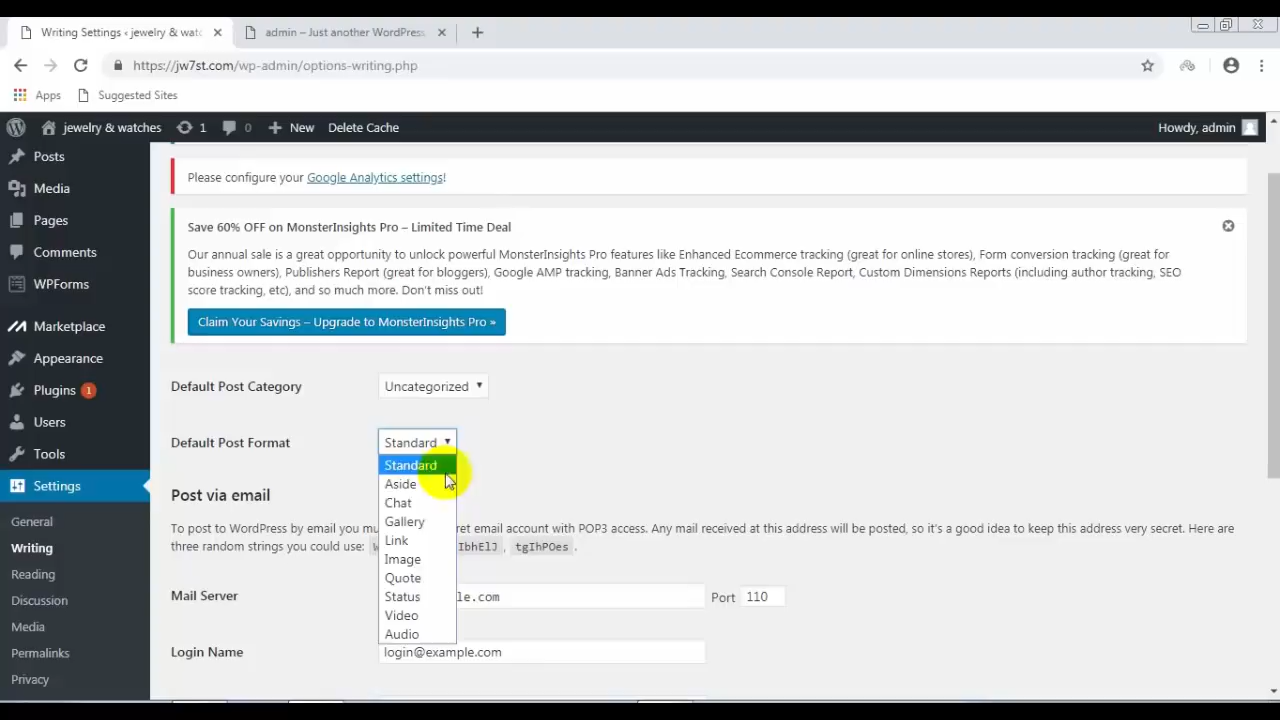 Writing Settings ‹ jewelry & watc
admin – Just another WordPress
https://jw7st.com/wp-admin/options-writing.php
Apps
Suggested Sites
jewelry & watches
1
0
New
Delete Cache
Howdy, admin
Posts
Media
Pages
Comments
WPForms
Marketplace
Appearance
Plugins 1
Users
Tools
Settings
General
Writing
Reading
Discussion
Media
Permalinks
Privacy
Please configure your Google Analytics settings!
Save 60% OFF on MonsterInsights Pro – Limited Time Deal
Our annual sale is a great opportunity to unlock powerful MonsterInsights Pro features like Enhanced Ecommerce tracking (great for online stores), Form conversion tracking (great for
business owners), Publishers Report (great for bloggers), Google AMP tracking, Banner Ads Tracking, Search Console Report, Custom Dimensions Reports (including author tracking, SEO
score tracking, etc), and so much more. Don't miss out!
Claim Your Savings – Upgrade to MonsterInsights Pro »
Default Post Category
Uncategorized
Default Post Format
Standard
Standard
Aside
Chat
Gallery
Link
Image
Quote
Status
Video
Audio
Post via email
To post to WordPress by email you mu ret email account with POP3 access. Any mail received at this address will be posted, so it's a good idea to keep this address very secret. Here are
three random strings you could use: , tgIhPOes .
Mail Server
le.com
Port 110
Login Name
login@example.com